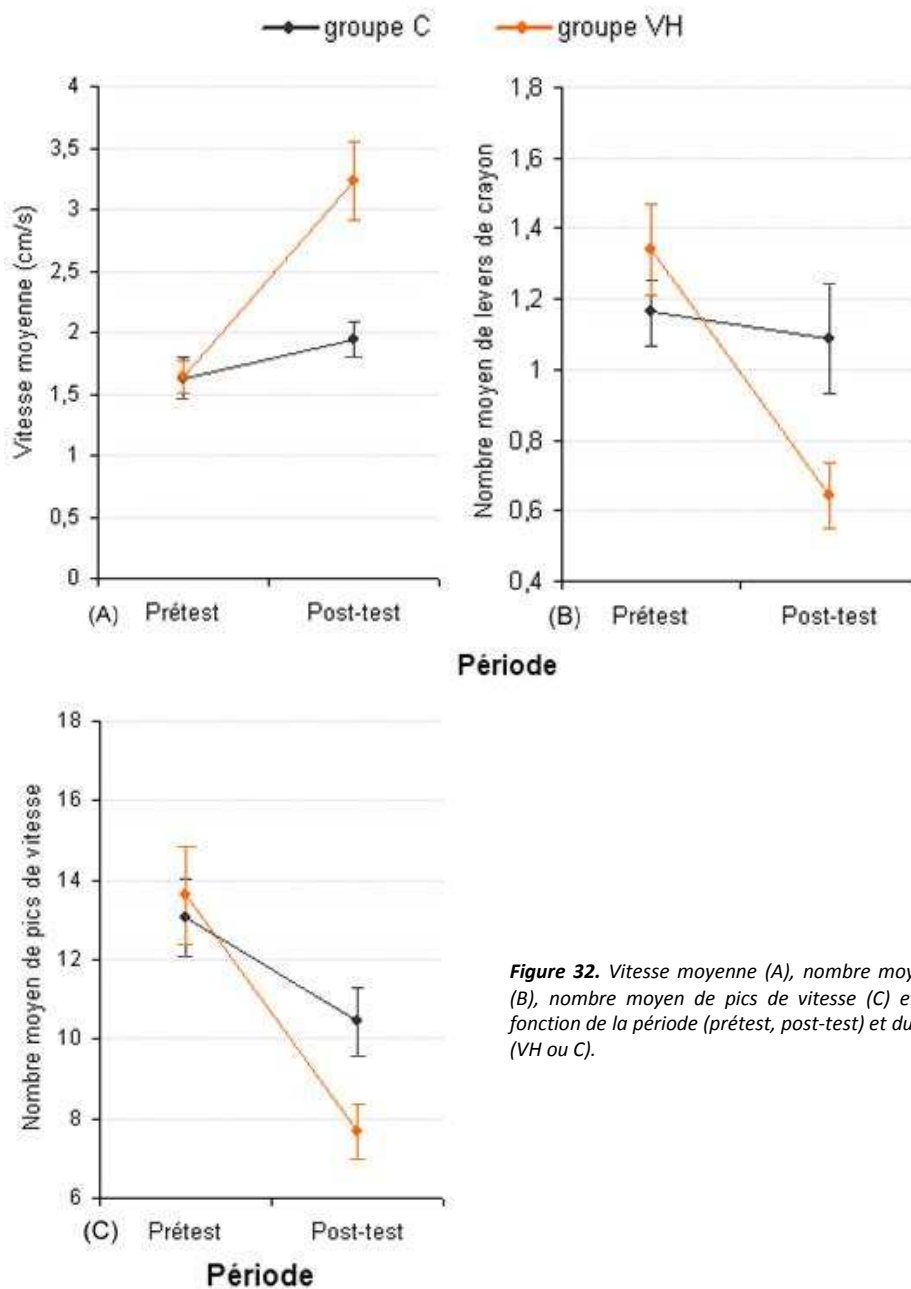 groupe C groupe VH
4
3,5
3
2,5
2
1,5
1
0,5
0
Vitesse moyenne (cm/s)
(A) Prétest Post-test
1,8
1,6
1,4
1,2
1
0,8
0,6
0,4
Nombre moyen de levers de crayon
(B) Prétest Post-test
Période
18
16
14
12
10
8
6
Nombre moyen de pics de vitesse
(C) Prétest Post-test
Période
Figure 32. Vitesse moyenne (A), nombre moy
(B), nombre moyen de pics de vitesse (C) e
fonction de la période (prétest, post-test) et du
(VH ou C).